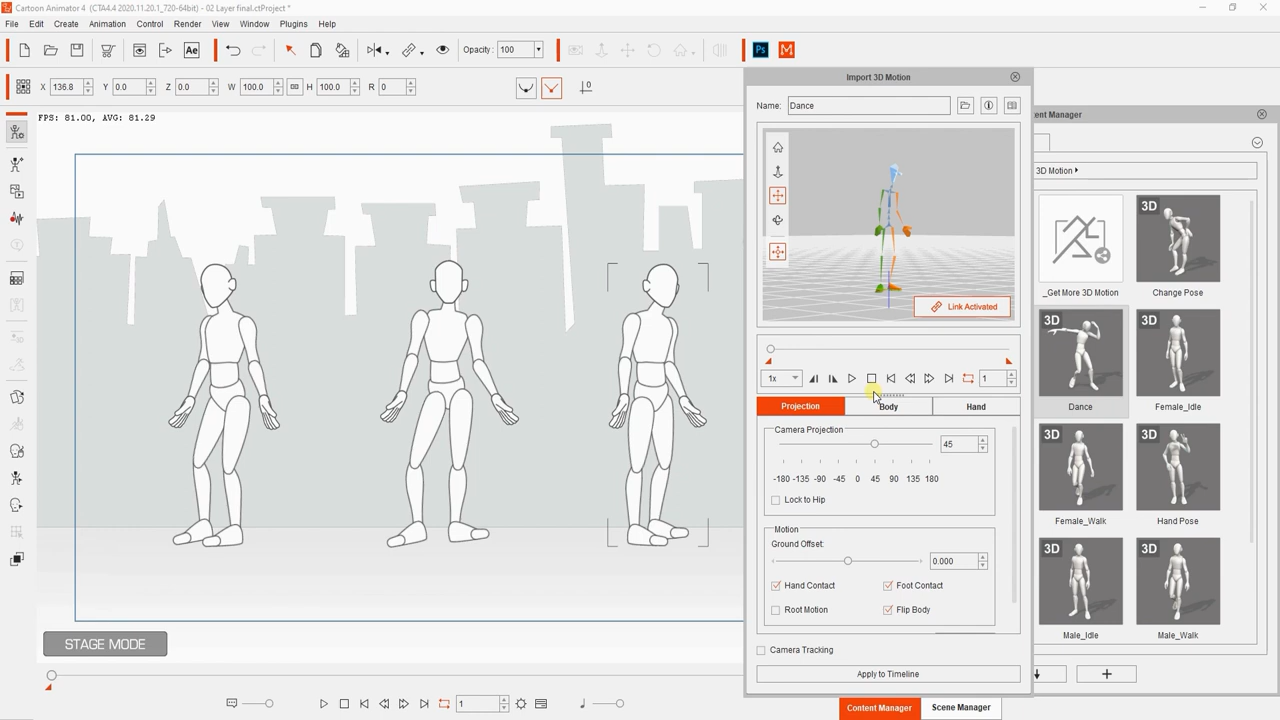 Cartoon Animator 4 (CTA4.4 2020.11.20.1_720-64bit) - 02 Layer final.ctProject *
File Edit Create Animation Control Render View Window Plugins Help
Ae
Opacity : 100
Ps
M
X 136.8 Y 0.0 Z 0.0 W 100.0 H 100.0 R 0
FPS: 81.00, AVG: 81.29
Import 3D Motion
Name: Dance
Link Activated
1x
1
Projection Body Hand
Camera Projection
45
-180 -135 -90 -45 0 45 90 135 180
Lock to Hip
Motion
Ground Offset:
0.000
Hand Contact Foot Contact
Root Motion Flip Body
Camera Tracking
Apply to Timeline
ntent Manager
3D Motion
3D
_Get More 3D Motion Change Pose
3D 3D
Dance Female_Idle
3D 3D
Female_Walk Hand Pose
3D 3D
Male_Idle Male_Walk
STAGE MODE
1
Content Manager Scene Manager